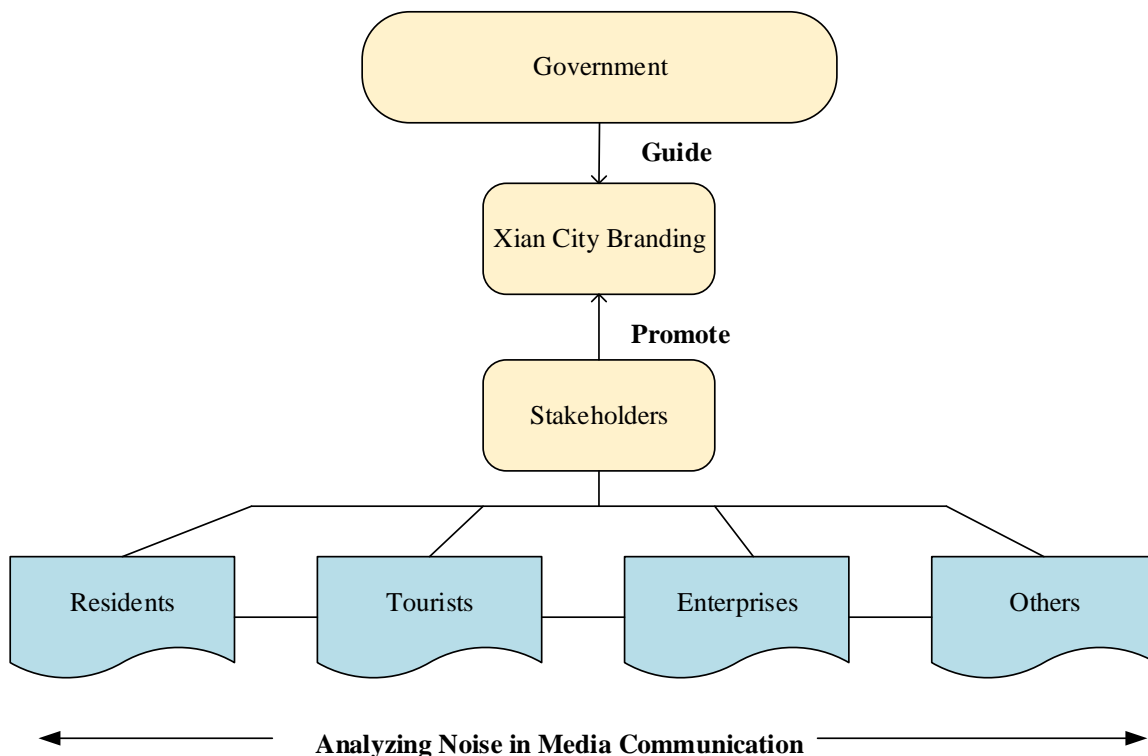 Government
Guide
Xian City Branding
Promote
Stakeholders
Residents
Tourists
Enterprises
Others
Analyzing Noise in Media Communication